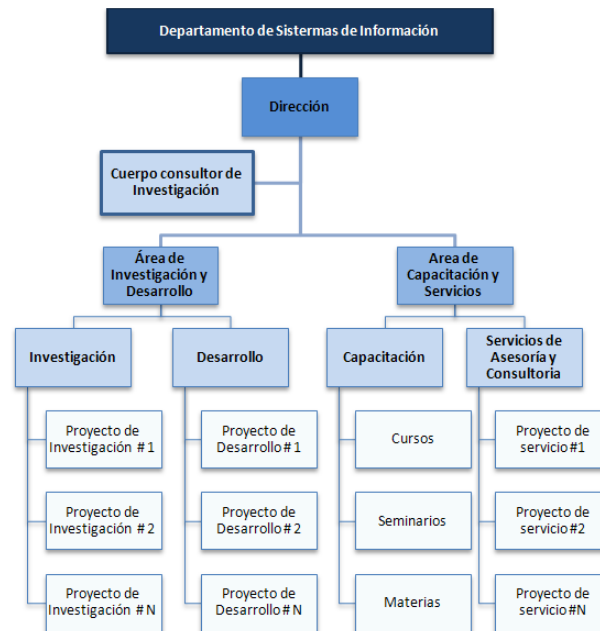 Departamento de Sistermas de Información
Dirección
Cuerpo consultor de
Investigación
Área de
Investigación y
Desarrollo
Area de
Capacitación y
Servicios
Investigación
Desarrollo
Capacitación
Servicios de
Asesoría y
Consultoria
Proyecto de
Investigación #1
Proyecto de
Desarrollo #1
Cursos
Proyecto de
servicio #1
Proyecto de
Investigación #2
Proyecto de
Desarrollo #2
Seminarios
Proyecto de
servicio #2
Proyecto de
Investigación #N
Proyecto de
Desarrollo #N
Materias
Proyecto de
servicio #N